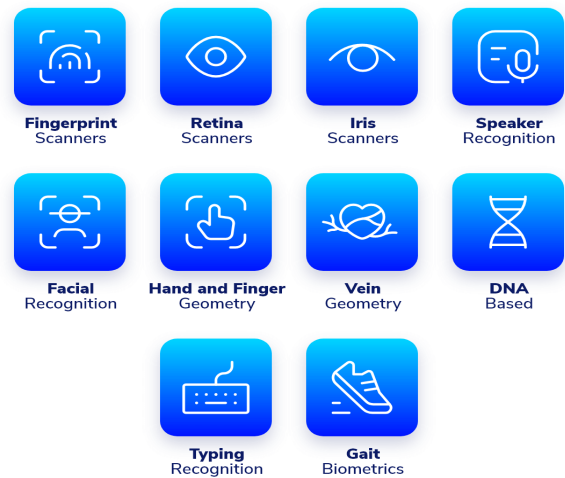 Fingerprint
Scanners
Retina
Scanners
Iris
Scanners
Speaker
Recognition
Facial
Recognition
Hand and Finger
Geometry
Vein
Geometry
DNA
Based
Typing
Recognition
Gait
Biometrics